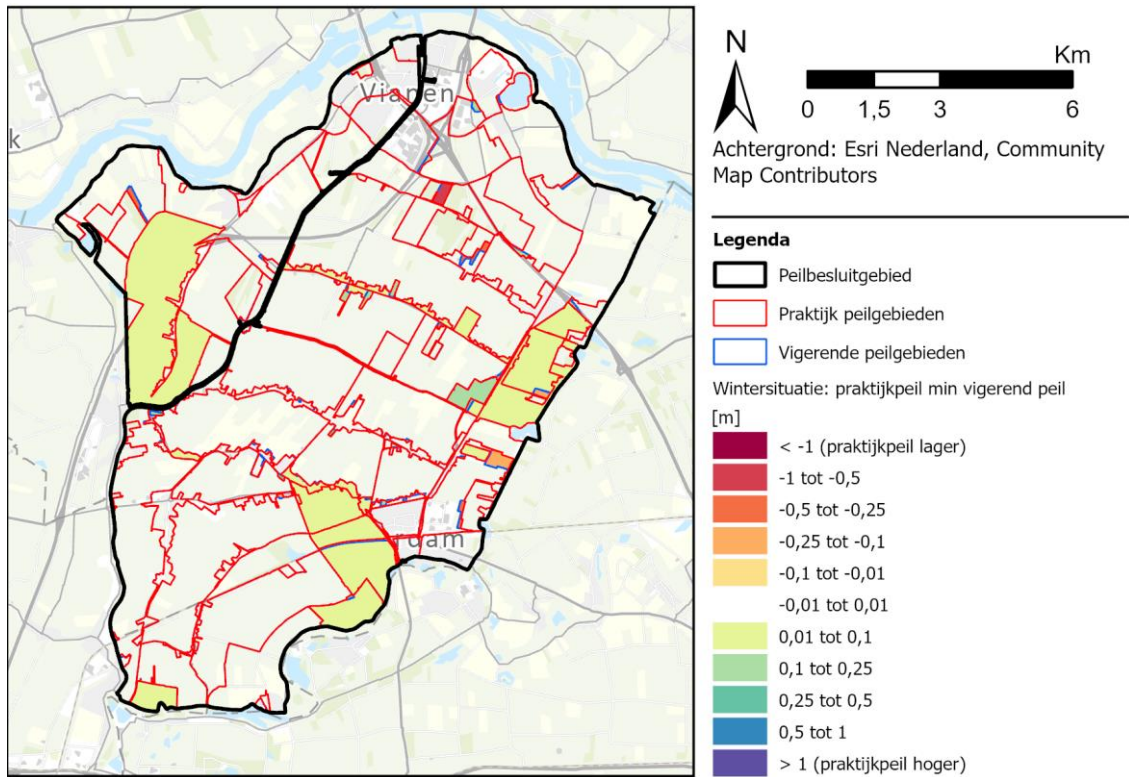 Vianen
k
rdam
N
Km
0 1,5 3 6
Achtergrond: Esri Nederland, Community
Map Contributors
Legenda
Peilbesluitgebied
Praktijk peilgebieden
Vigerende peilgebieden
Wintersituatie: praktijkpeil min vigerend peil
[m]
< -1 (praktijkpeil lager)
-1 tot -0,5
-0,5 tot -0,25
-0,25 tot -0,1
-0,1 tot -0,01
-0,01 tot 0,01
0,01 tot 0,1
0,1 tot 0,25
0,25 tot 0,5
0,5 tot 1
> 1 (praktijkpeil hoger)